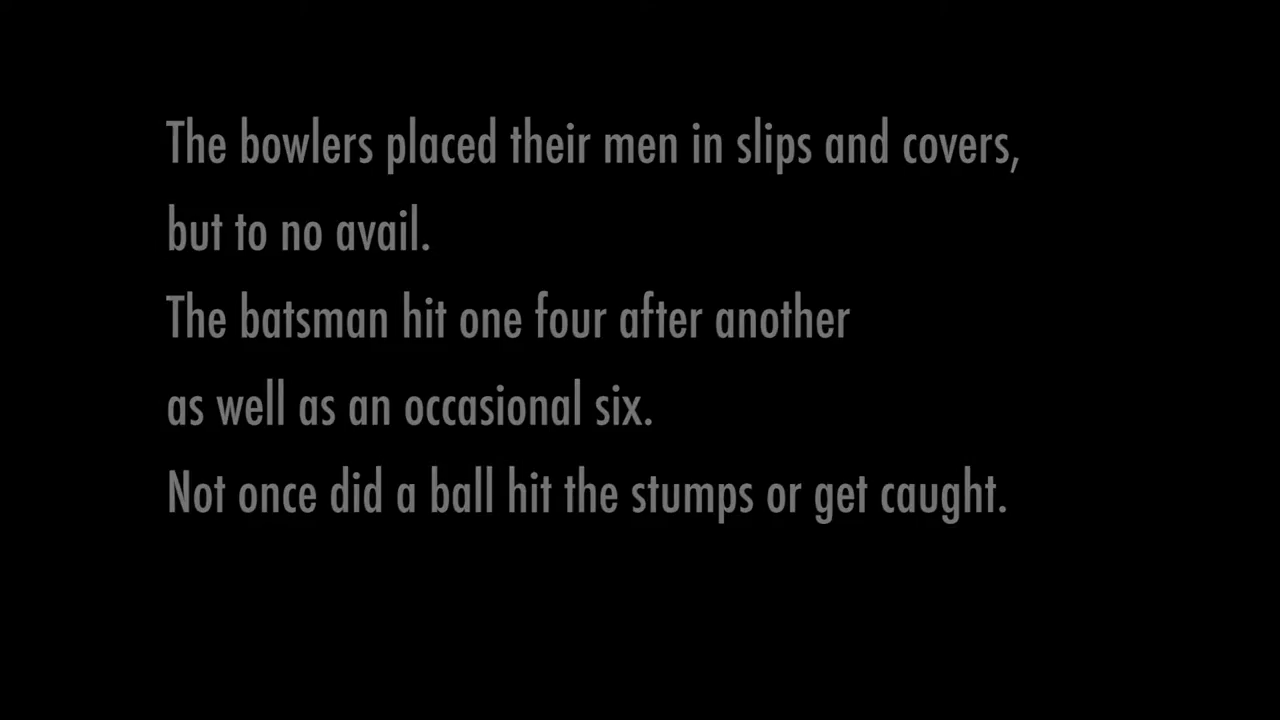 The bowlers placed their men in slips and covers,
but to no avail.
The batsman hit one four after another
as well as an occasional six.
Not once did a ball hit the stumps or get caught.